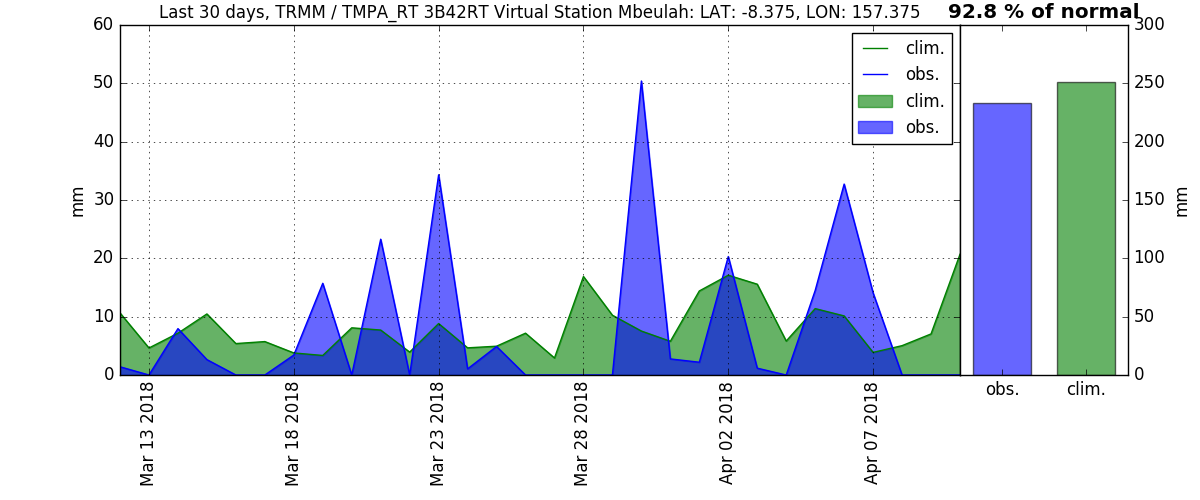 Last 30 days, TRMM / TMPA_RT 3B42RT Virtual Station Mbeulah: LAT: -8.375, LON: 157.375
92.8 % of normal
60
50
40
30
20
10
0
mm
clim.
obs.
clim.
obs.
Mar 13 2018
Mar 18 2018
Mar 23 2018
Mar 28 2018
Apr 02 2018
Apr 07 2018
300
250
200
150
100
50
0
mm
obs.
clim.